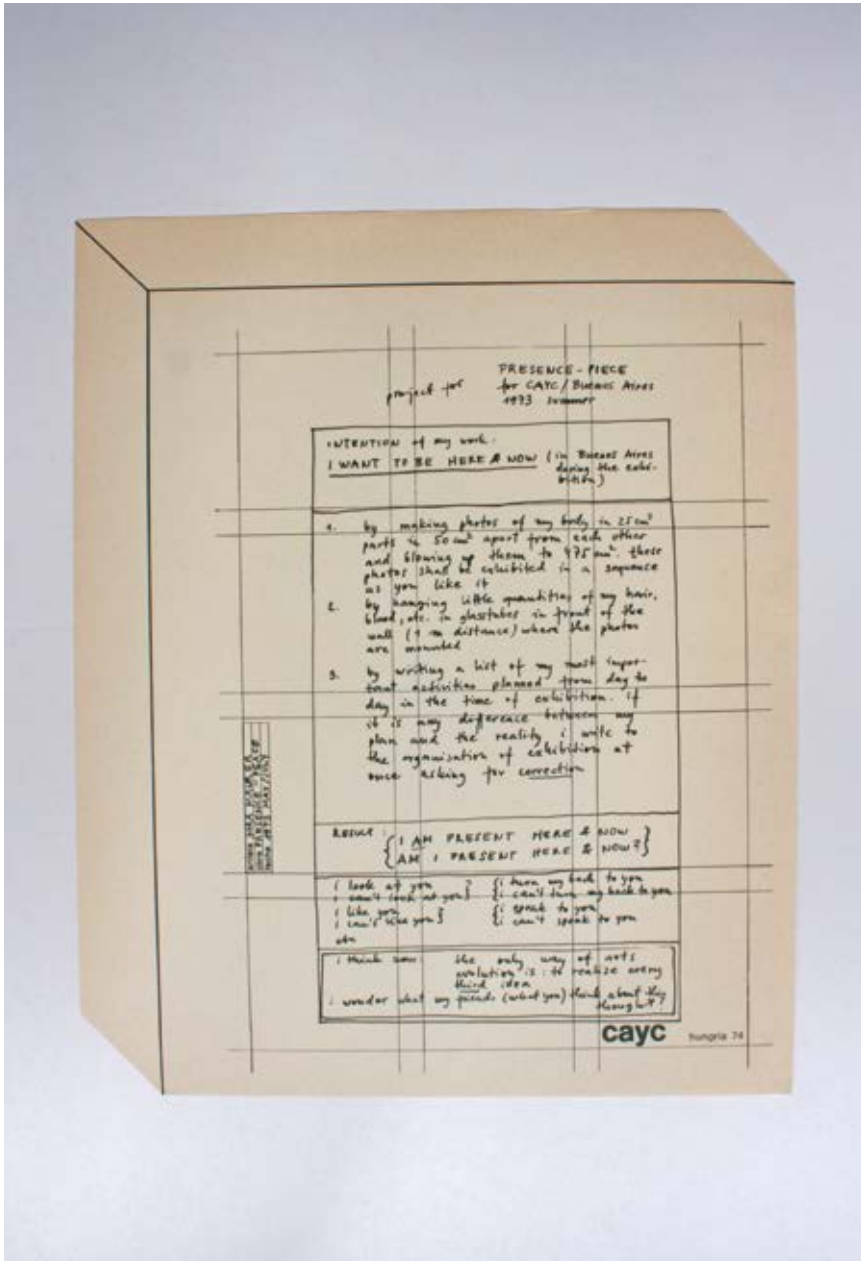 project for
PRESENCE-PIECE
for CAYC/Buenos Aires
1973 summer
INTENTION of my work:
I WANT TO BE HERE & NOW (in Buenos Aires
during the exhi-
bition)
1. by making photos of my body in 25 cm²
parts in 50 cm² apart from each other
and blowing up them to 475 cm². these
photos shall be exhibited in a sequence
as you like it
2. by hanging little quantities of my hair,
blood, etc. in glasstubes in front of the
wall (1 m distance) where the photos
are mounted
3. by writing a list of my most impor-
tant activities planned from day to
day in the time of exhibition. if
it is any difference between my
plan and the reality i write to
the organisation of exhibition at
once asking for correction
RESULT: {I AM PRESENT HERE & NOW
AM I PRESENT HERE & NOW?}
i look at you ? {i turn my back to you
i can't look at you} {i can't turn my back to you
i like you {i speak to you
i can't like you} {i can't speak to you
etc
i think now: the only way of arts
evolution is: to realize every
third idea
i wonder what my friends (what you) think about this
thought?
cayc hungria 74